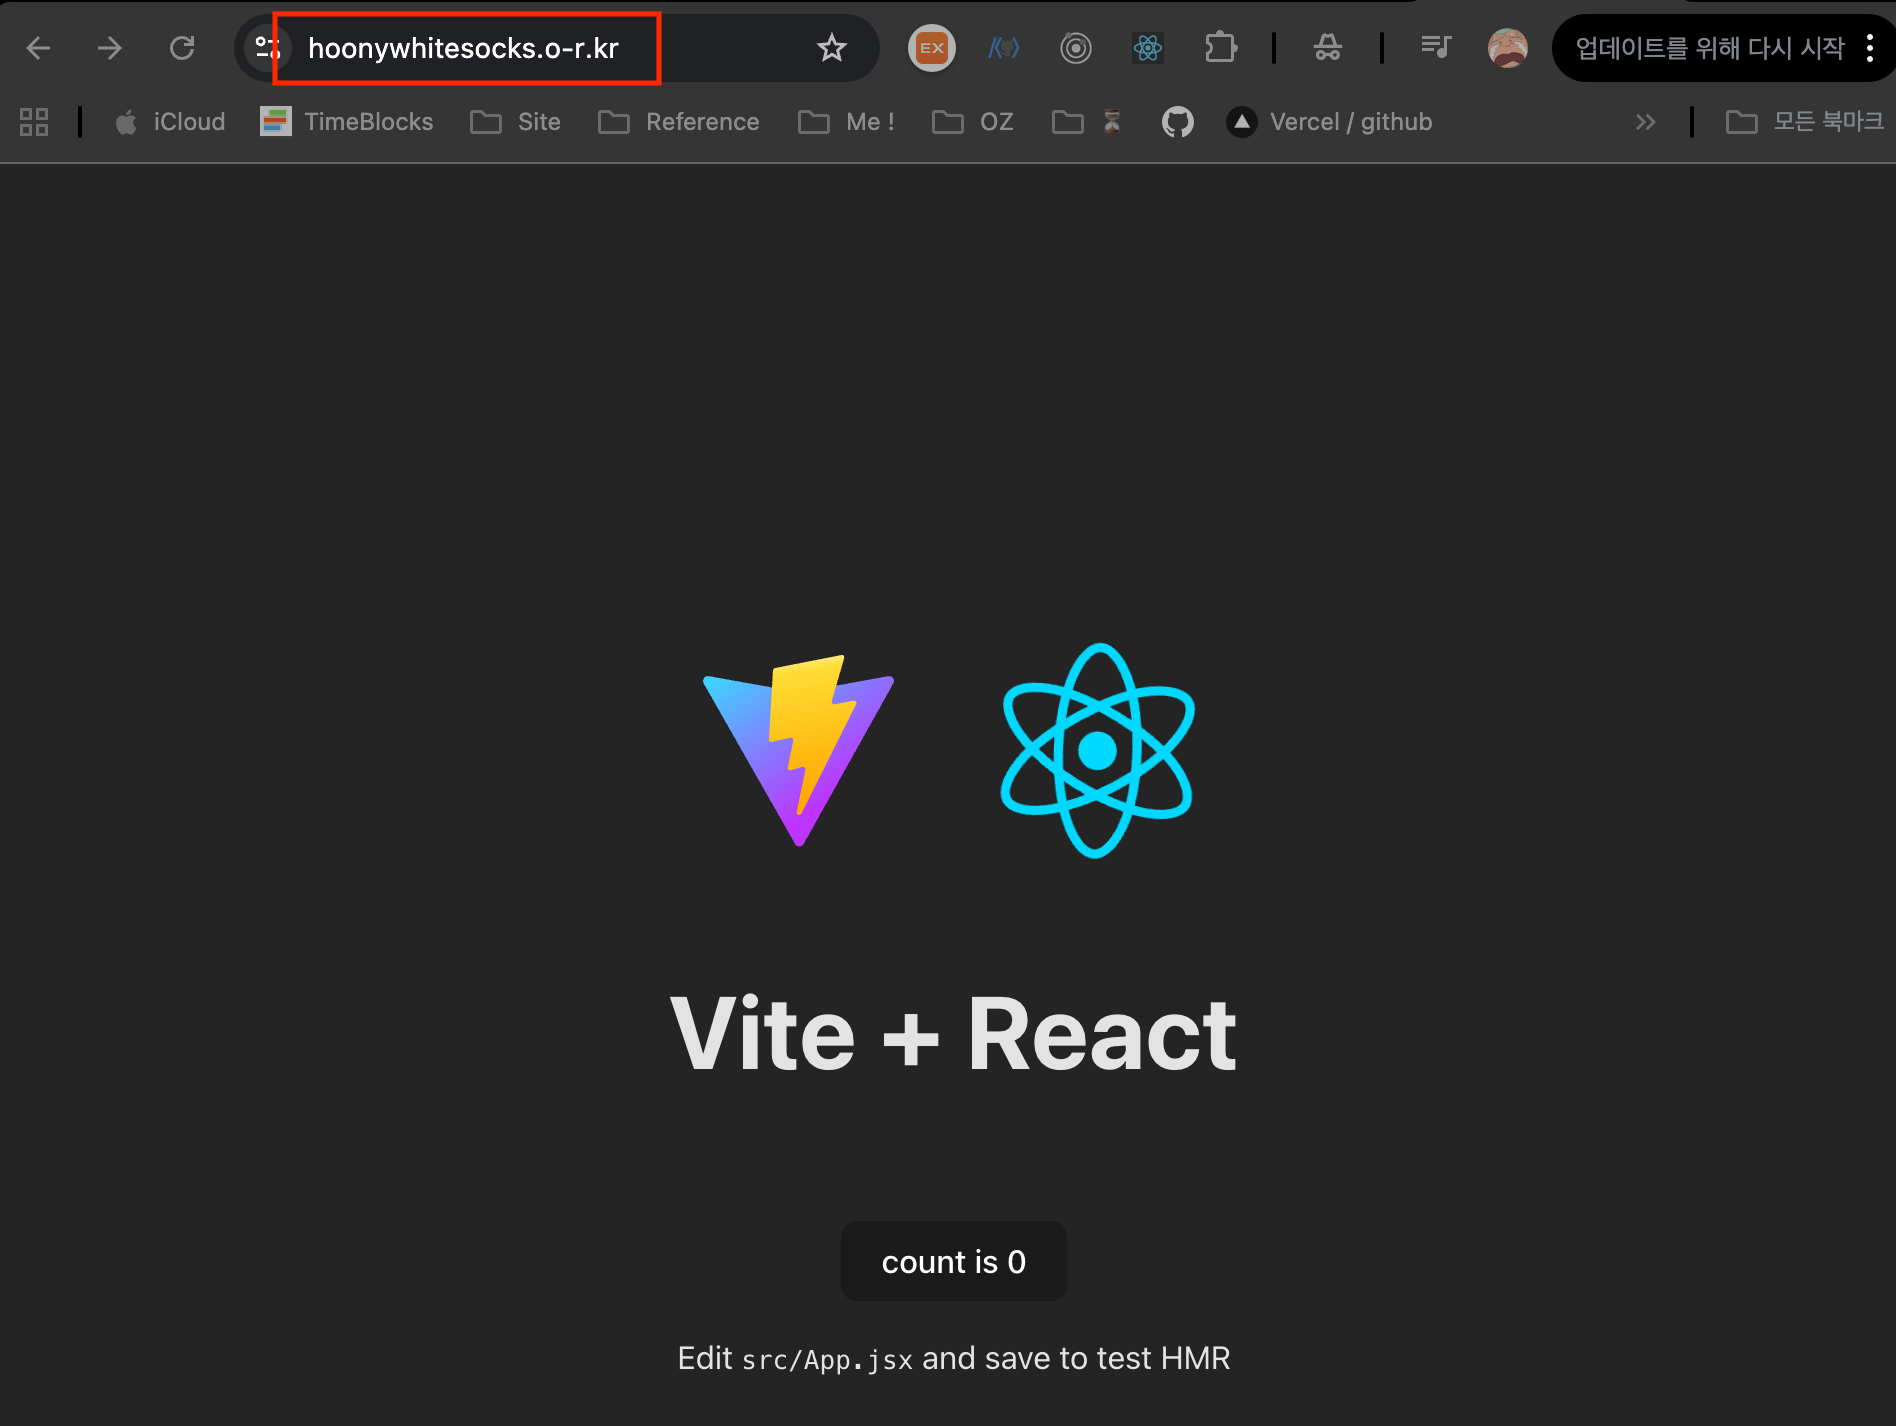 hoonywhitesocks.o-r.kr
EX
업데이트를 위해 다시 시작
iCloud
TimeBlocks
Site
Reference
Me !
OZ
Vercel / github
모든 북마크
Vite + React
count is 0
Edit src/App.jsx and save to test HMR